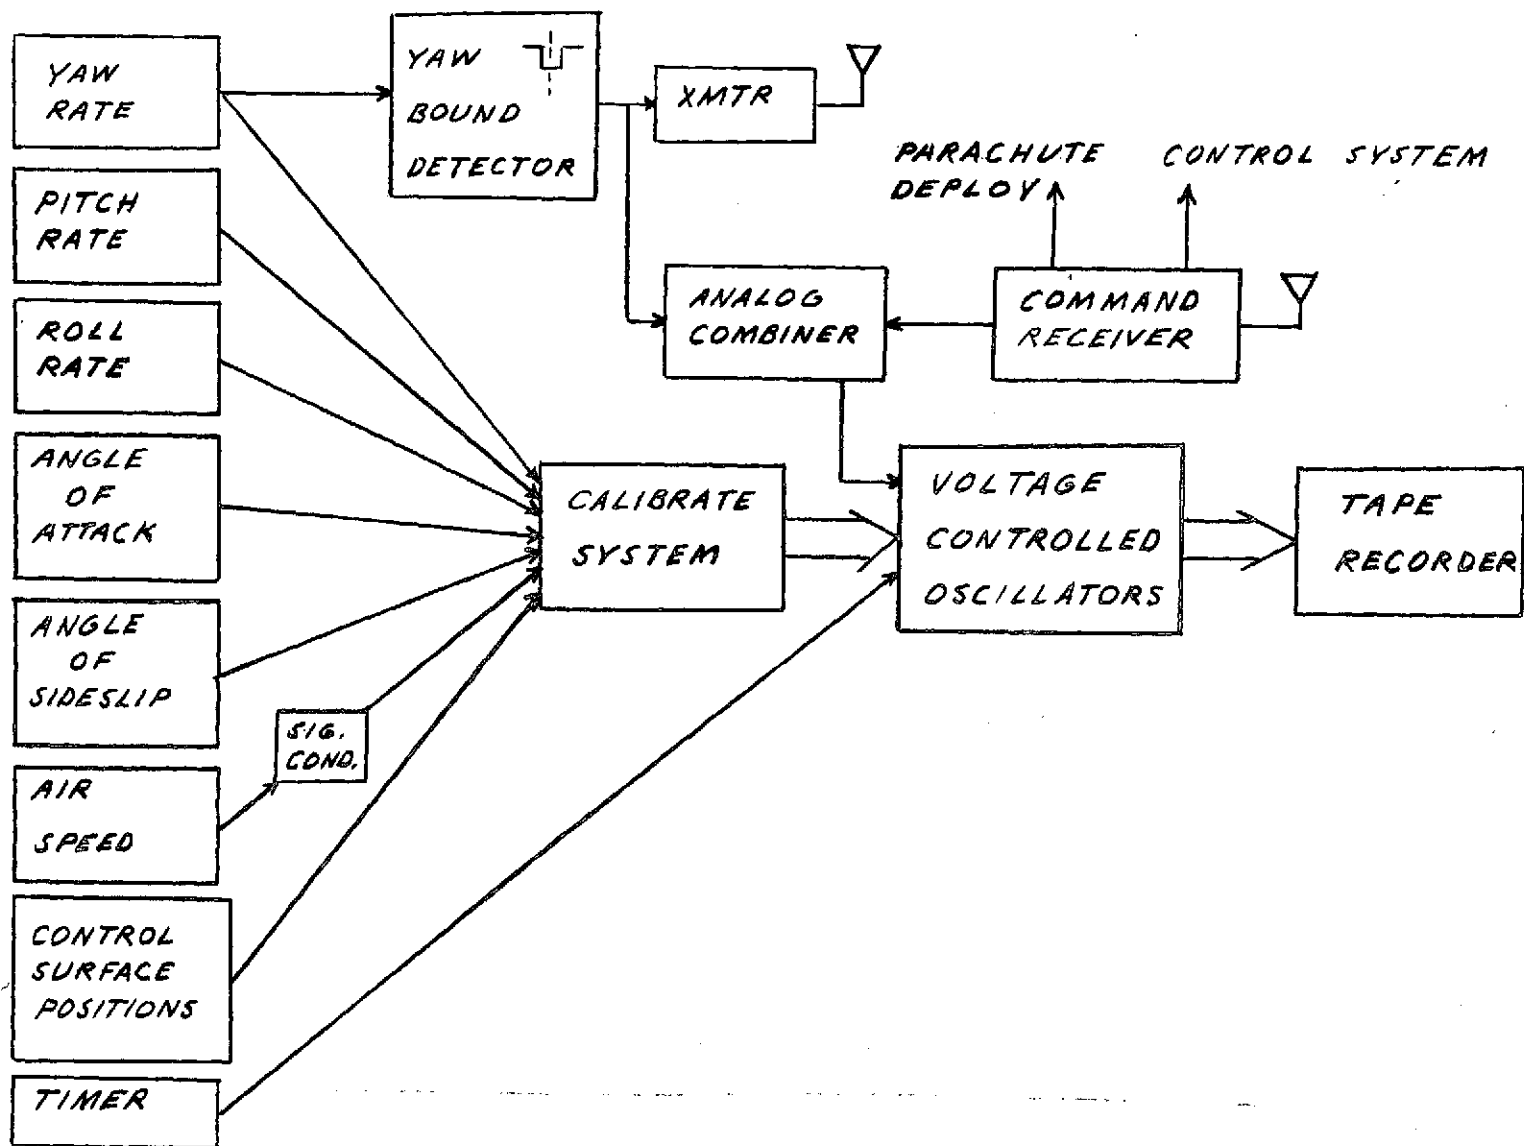 YAW
RATE
PITCH
RATE
ROLL
RATE
ANGLE
OF
ATTACK
ANGLE
OF
SIDESLIP
AIR
SPEED
CONTROL
SURFACE
POSITIONS
TIMER
SIG.
COND.
YAW
BOUND
DETECTOR
XMTR
PARACHUTE
DEPLOY
CONTROL SYSTEM
ANALOG
COMBINER
COMMAND
RECEIVER
CALIBRATE
SYSTEM
VOLTAGE
CONTROLLED
OSCILLATORS
TAPE
RECORDER